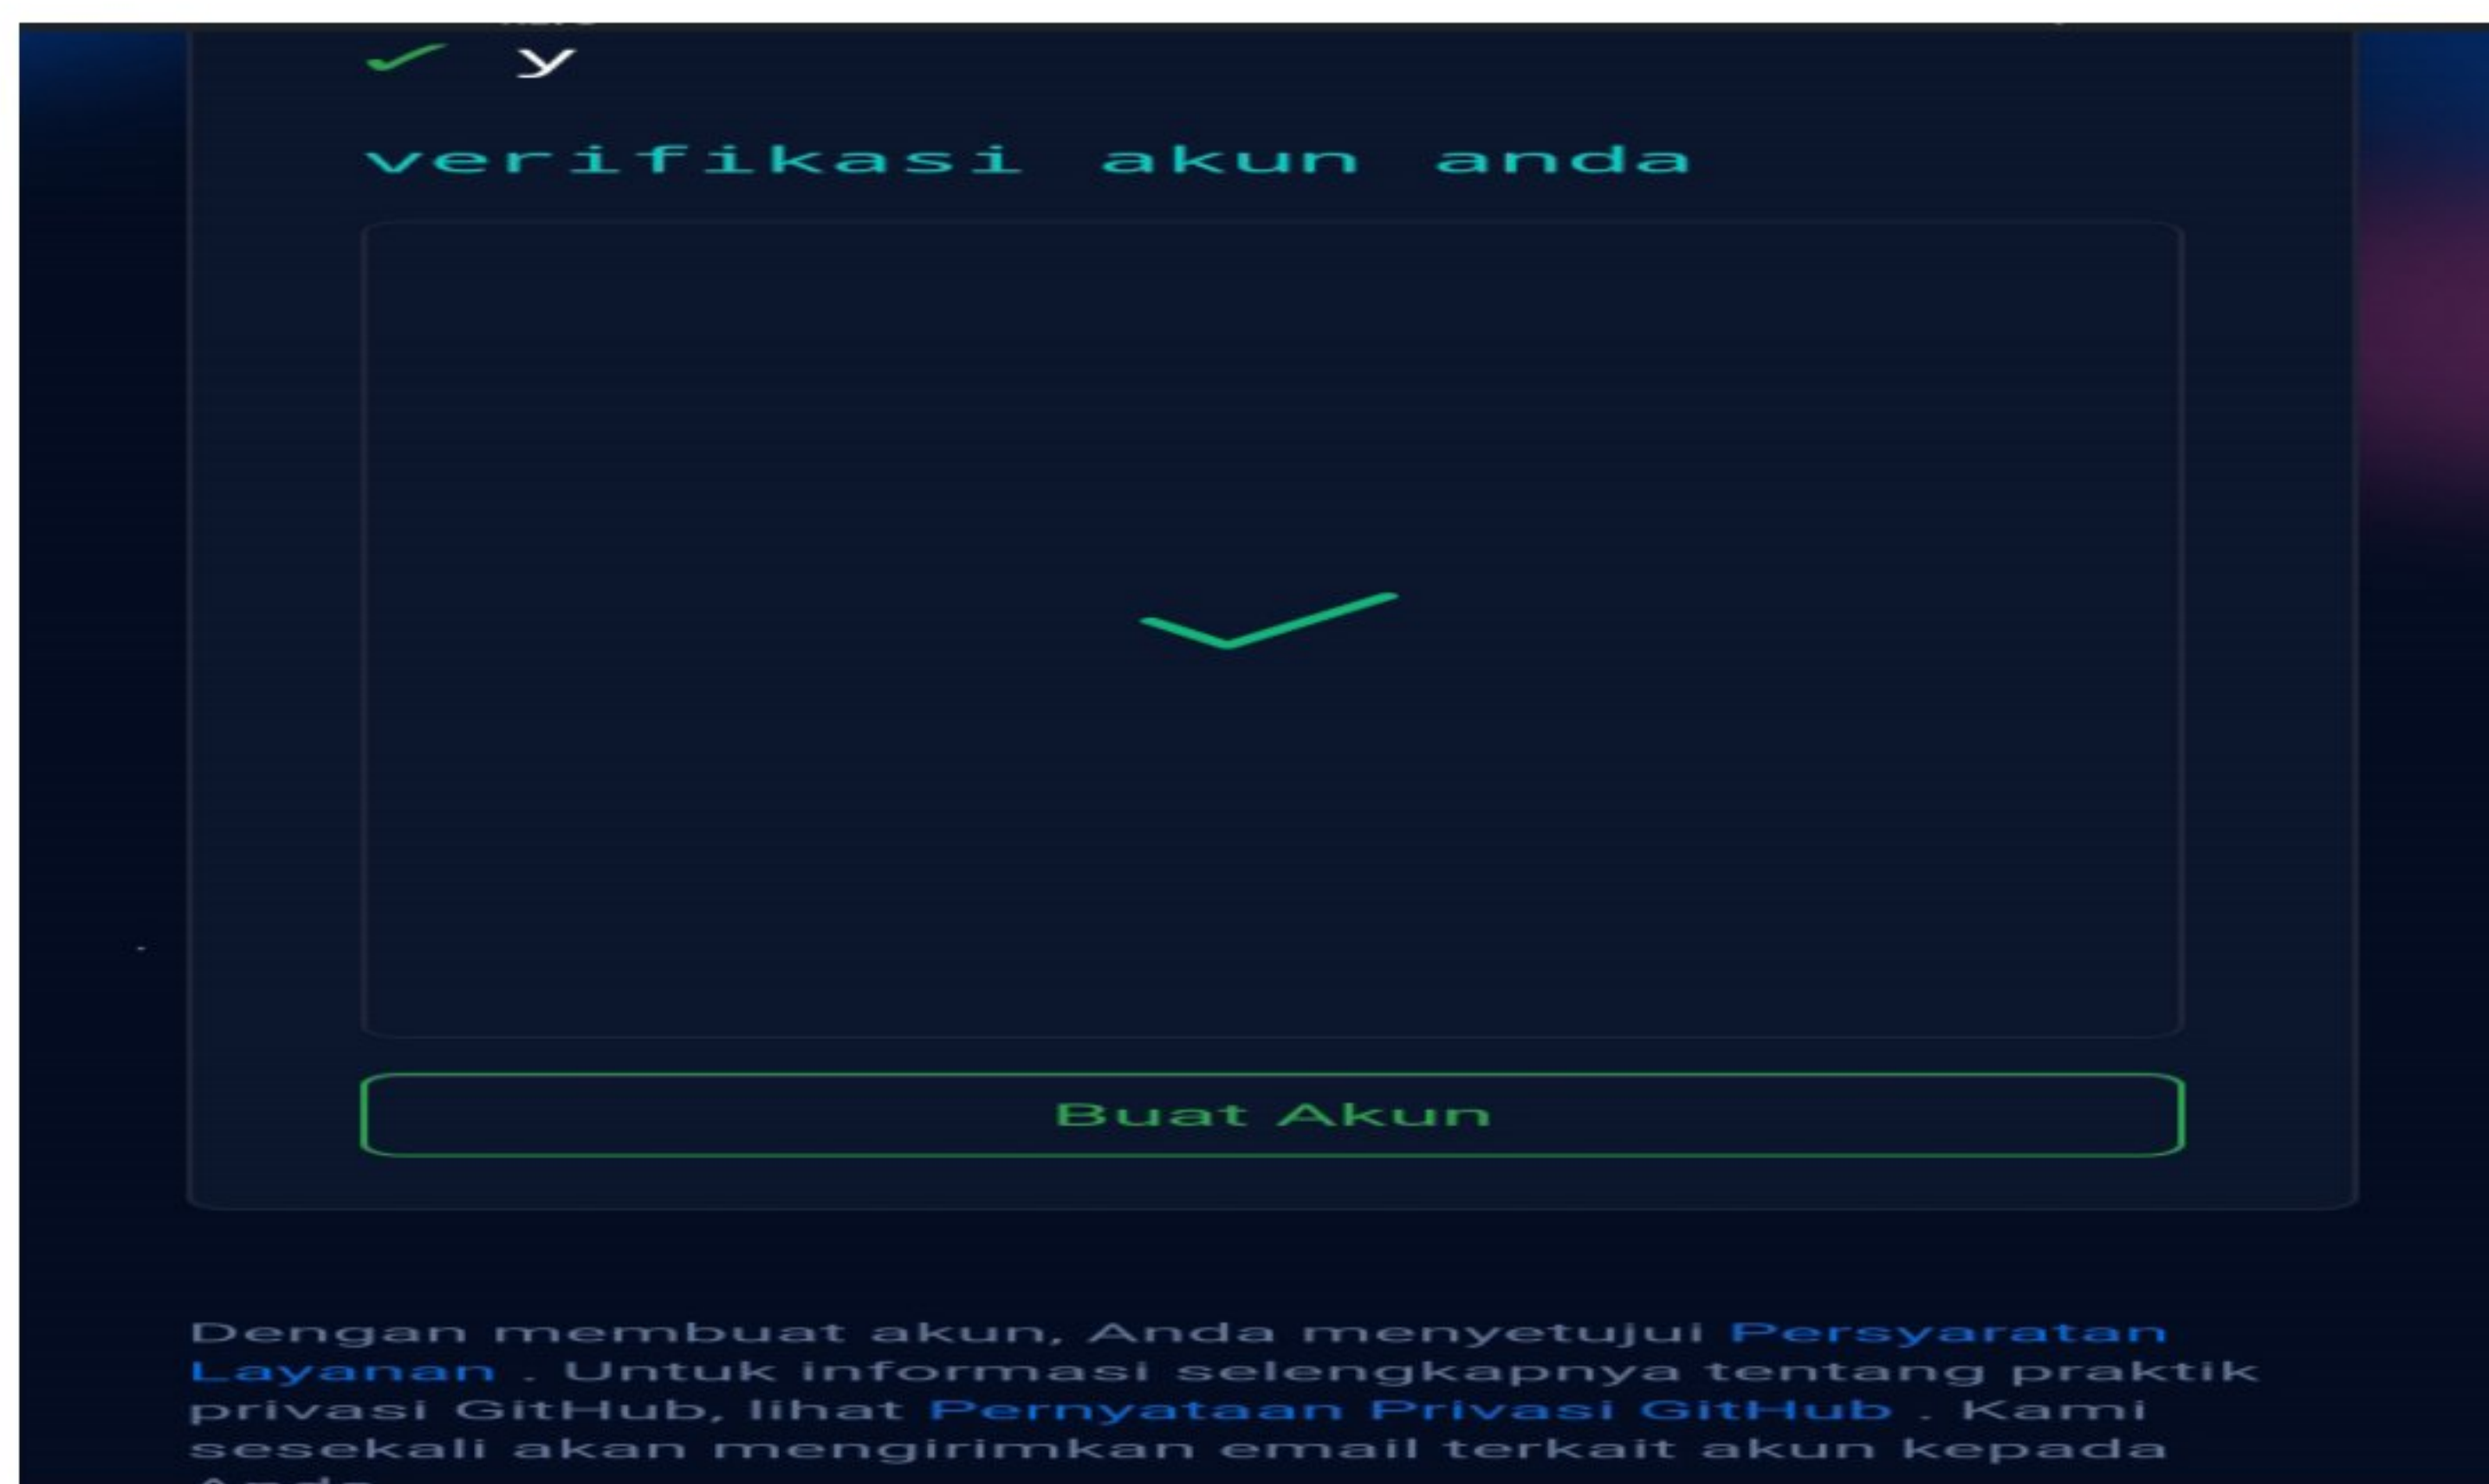 y
verifikasi akun anda
Buat Akun
Dengan membuat akun, Anda menyetujui Persyaratan
Layanan . Untuk informasi selengkapnya tentang praktik
privasi GitHub, lihat Pernyataan Privasi GitHub . Kami
sesekali akan mengirimkan email terkait akun kepada